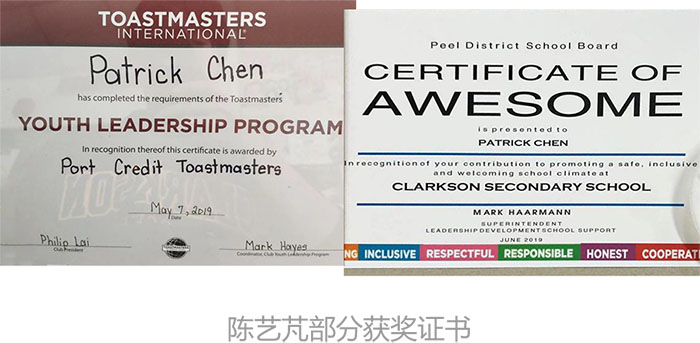 TOASTMASTERS
INTERNATIONAL
Patrick Chen
has completed the requirements of the Toastmasters
YOUTH LEADERSHIP PROGRAM
In recognition thereof this certificate is awarded by
Port Credit Toastmasters
May 7, 2019
Date
Philip Lai
Club President
TOASTMASTERS
Mark Hayes
Coordinator, Club Youth Leadership Program
Peel District School Board
CERTIFICATE OF
AWESOME
is presented to
PATRICK CHEN
In recognition of your contribution to promoting a safe, inclusive
and welcoming school climate at
CLARKSON SECONDARY SCHOOL
MARK HAARMANN
SUPERINTENDENT
LEADERSHIP DEVELOPMENT SCHOOL SUPPORT
JUNE 2019
NG INCLUSIVE RESPECTFUL RESPONSIBLE HONEST COOPERATI
陈艺芃部分获奖证书